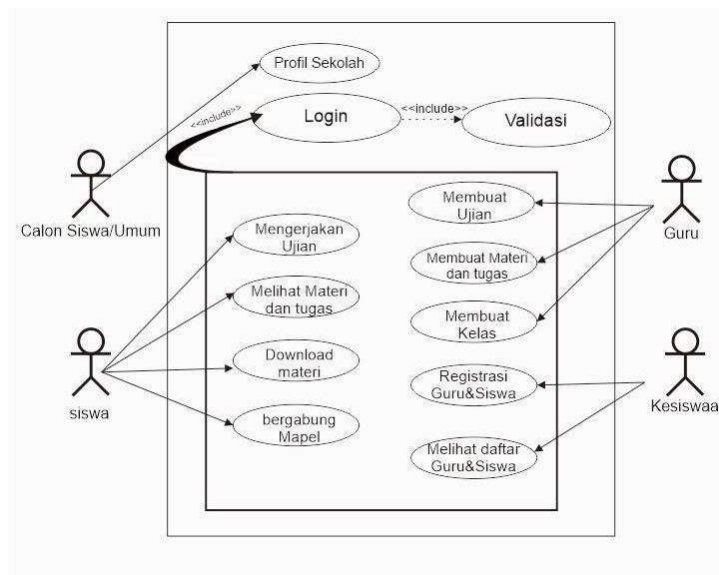 Profil Sekolah
<<include>>
Login
<<include>>
Validasi
Calon Siswa/Umum
Guru
Membuat
Ujian
Mengerjakan
Ujian
Membuat Materi
dan tugas
Melihat Materi
dan tugas
Membuat
Kelas
Download
materi
Registrasi
Guru&Siswa
siswa
Kesiswaa
bergabung
Mapel
Melihat daftar
Guru&Siswa